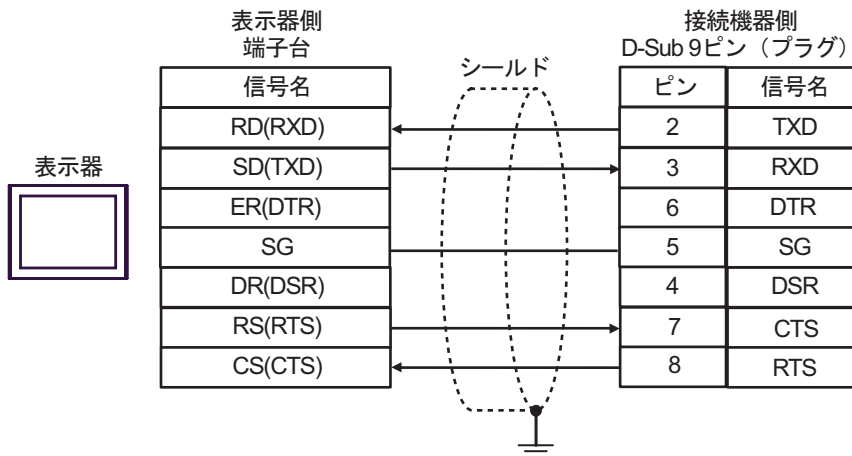 表示器側
端子台
接続機器側
D-Sub 9ピン（プラグ）
シールド
表示器
信号名 ピン 信号名
RD(RXD) 2 TXD
SD(TXD) 3 RXD
ER(DTR) 6 DTR
SG 5 SG
DR(DSR) 4 DSR
RS(RTS) 7 CTS
CS(CTS) 8 RTS